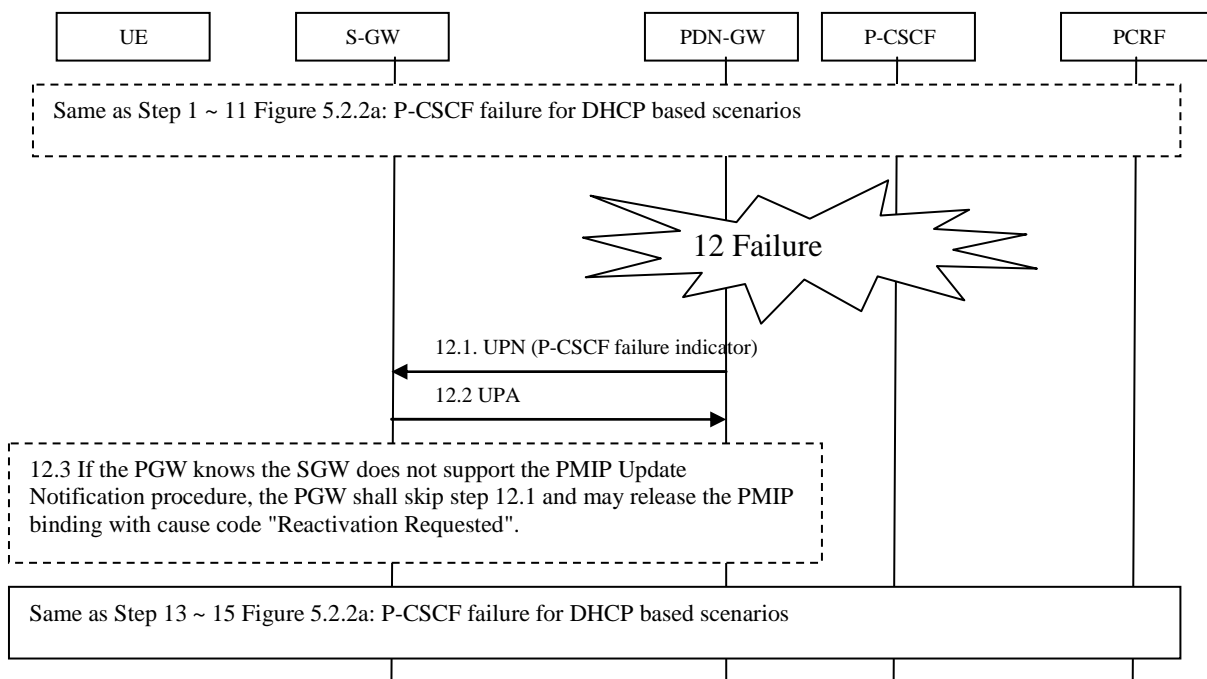 UE
S-GW
PDN-GW
P-CSCF
PCRF
Same as Step 1 ~ 11 Figure 5.2.2a: P-CSCF failure for DHCP based scenarios
12 Failure
12.1. UPN (P-CSCF failure indicator)
12.2 UPA
12.3 If the PGW knows the SGW does not support the PMIP Update
Notification procedure, the PGW shall skip step 12.1 and may release the PMIP
binding with cause code "Reactivation Requested".
Same as Step 13 ~ 15 Figure 5.2.2a: P-CSCF failure for DHCP based scenarios